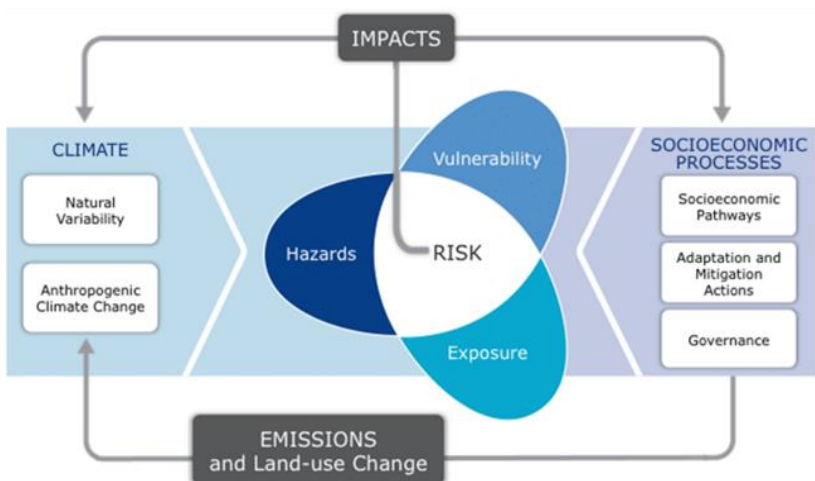 IMPACTS
CLIMATE
Natural
Variability
Anthropogenic
Climate Change
Vulnerability
Hazards
RISK
Exposure
SOCIOECONOMIC
PROCESSES
Socioeconomic
Pathways
Adaptation and
Mitigation
Actions
Governance
EMISSIONS
and Land-use Change